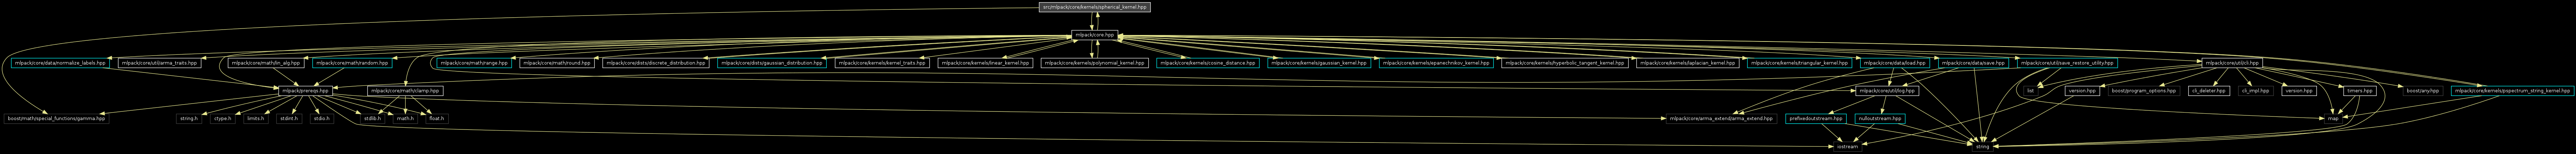 src/mlpack/core/kernels/spherical_kernel.hpp
mlpack/core.hpp
mlpack/core/data/normalize_labels.hpp
mlpack/core/util/arma_traits.hpp
mlpack/core/math/lin_alg.hpp
mlpack/core/math/random.hpp
mlpack/core/math/range.hpp
mlpack/core/math/round.hpp
mlpack/core/dists/discrete_distribution.hpp
mlpack/core/dists/gaussian_distribution.hpp
mlpack/core/kernels/kernel_traits.hpp
mlpack/core/kernels/linear_kernel.hpp
mlpack/core/kernels/polynomial_kernel.hpp
mlpack/core/kernels/cosine_distance.hpp
mlpack/core/kernels/gaussian_kernel.hpp
mlpack/core/kernels/epanechnikov_kernel.hpp
mlpack/core/kernels/hyperbolic_tangent_kernel.hpp
mlpack/core/kernels/laplacian_kernel.hpp
mlpack/core/kernels/triangular_kernel.hpp
mlpack/core/data/load.hpp
mlpack/core/data/save.hpp
mlpack/core/util/save_restore_utility.hpp
mlpack/core/util/cli.hpp
mlpack/prereqs.hpp
mlpack/core/math/clamp.hpp
mlpack/core/util/log.hpp
list
version.hpp
boost/program_options.hpp
cli_deleter.hpp
cli_impl.hpp
version.hpp
timers.hpp
boost/any.hpp
mlpack/core/kernels/pspectrum_string_kernel.hpp
boost/math/special_functions/gamma.hpp
string.h
ctype.h
limits.h
stdint.h
stdio.h
stdlib.h
math.h
float.h
mlpack/core/arma_extend/arma_extend.hpp
prefixedoutstream.hpp
nulloutstream.hpp
map
iostream
string